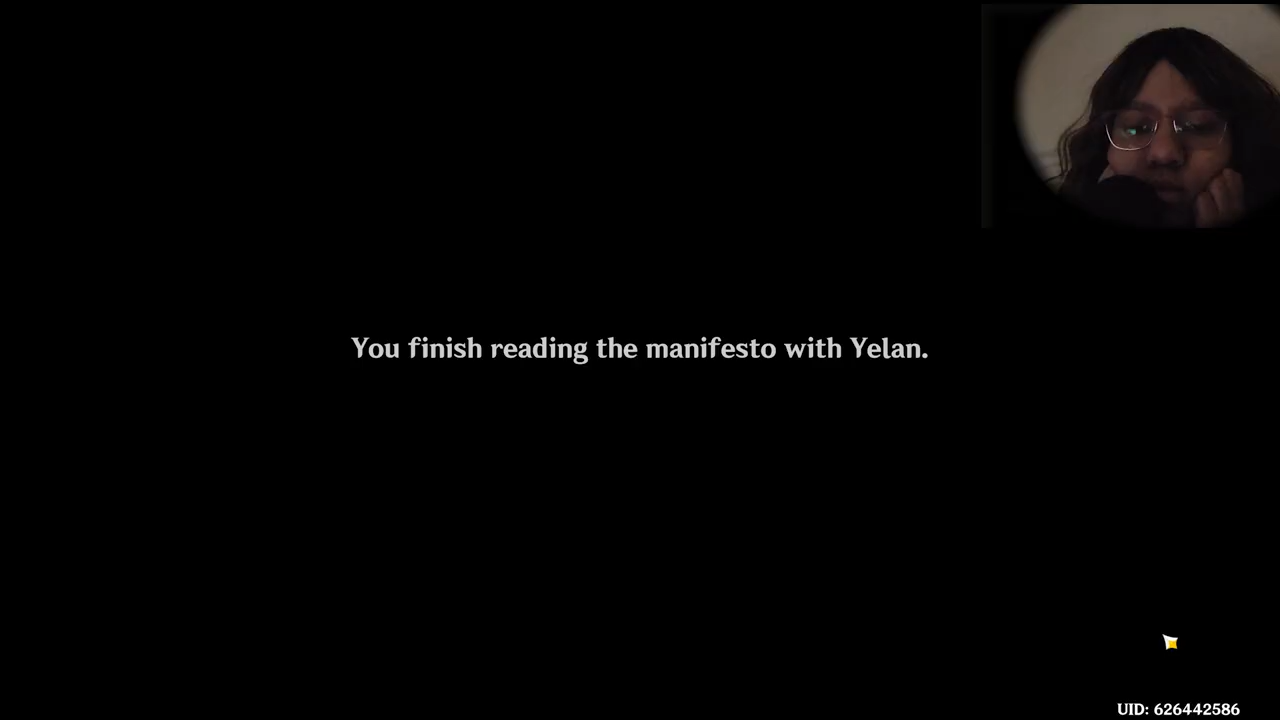 You finish reading the manifesto with Yelan.
UID: 626442586